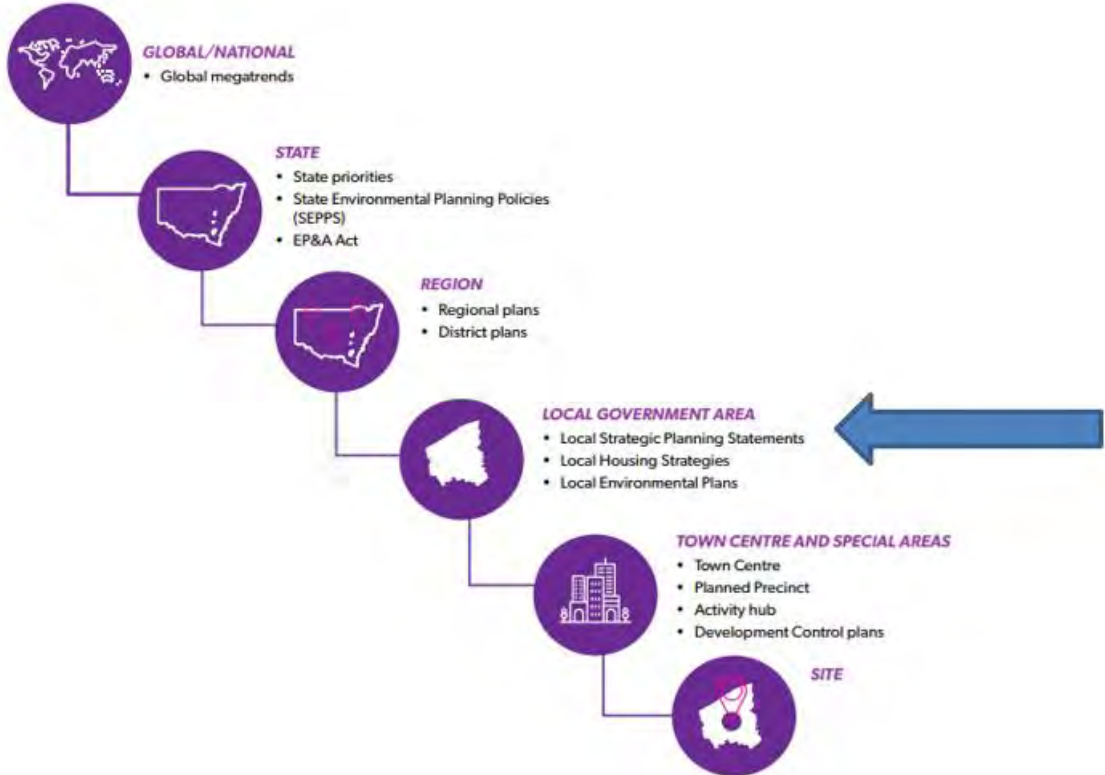 GLOBAL/NATIONAL
• Global megatrends
STATE
• State priorities
• State Environmental Planning Policies
(SEPPS)
• EP&A Act
REGION
• Regional plans
• District plans
LOCAL GOVERNMENT AREA
• Local Strategic Planning Statements
• Local Housing Strategies
• Local Environmental Plans
TOWN CENTRE AND SPECIAL AREAS
• Town Centre
• Planned Precinct
• Activity hub
• Development Control plans
SITE